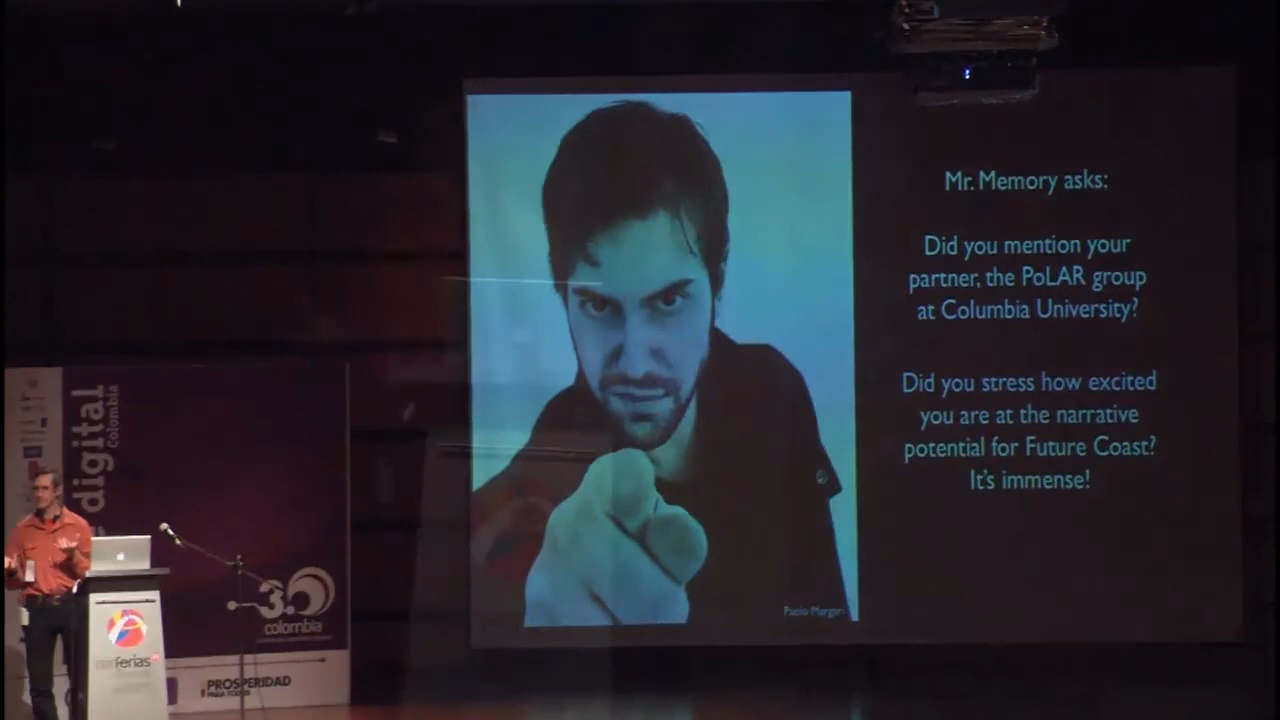 Mr. Memory asks:
Did you mention your
partner, the PoLAR group
at Columbia University?
Did you stress how excited
you are at the narrative
potential for Future Coast?
It's immense!
Paolo
digital
Colombia
3.0
colombia
ferias
PROSPERIDAD
PARA TODOS